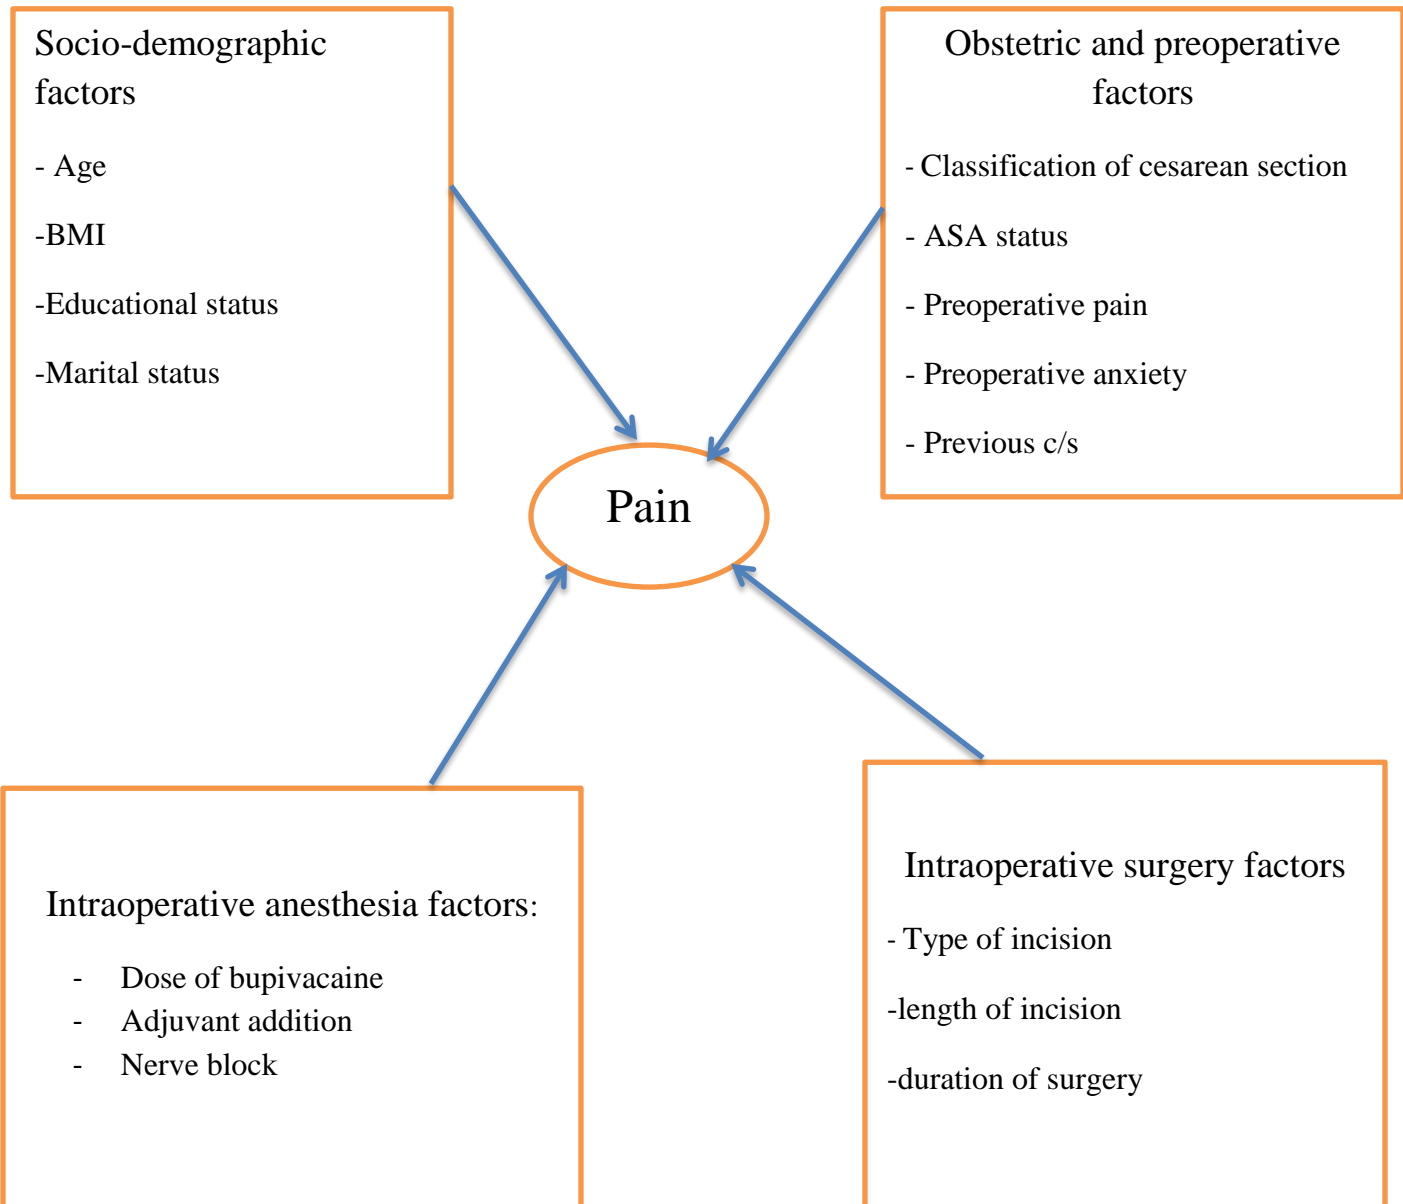 Socio-demographic
factors
- Age
-BMI
-Educational status
-Marital status
Obstetric and preoperative
factors
- Classification of cesarean section
- ASA status
- Preoperative pain
- Preoperative anxiety
- Previous c/s
Pain
Intraoperative anesthesia factors:
- Dose of bupivacaine
- Adjuvant addition
- Nerve block
Intraoperative surgery factors
- Type of incision
-length of incision
-duration of surgery